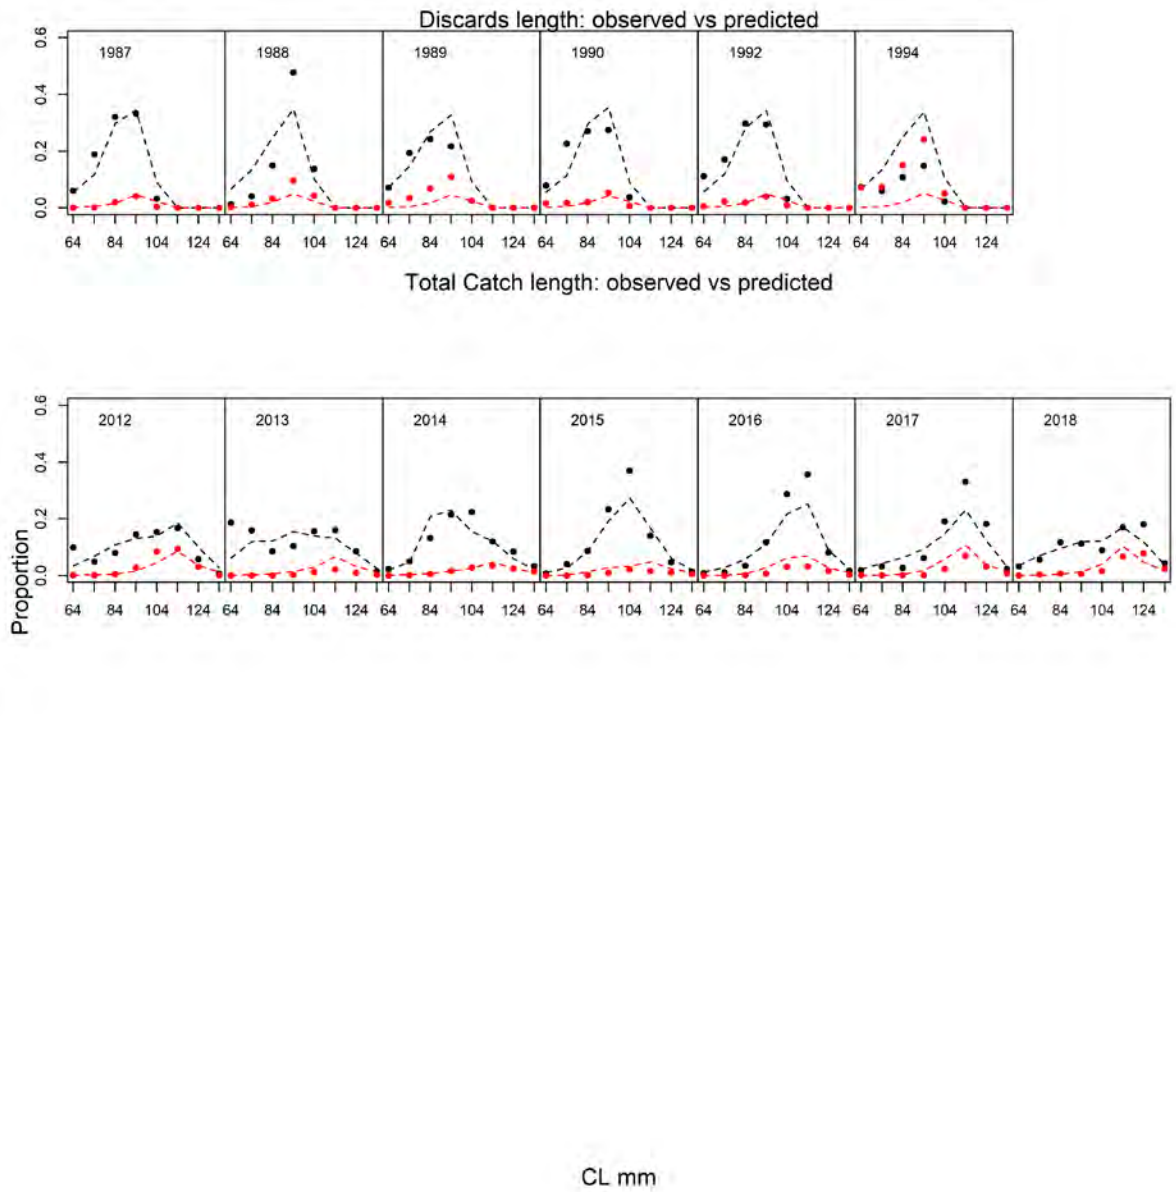 Discards length: observed vs predicted
0.0 0.2 0.4 0.6
1987 1988 1989 1990 1992 1994
64 84 104 124 64 84 104 124 64 84 104 124 64 84 104 124 64 84 104 124 64 84 104 124
Total Catch length: observed vs predicted
Proportion
0.0 0.2 0.4 0.6
2012 2013 2014 2015 2016 2017 2018
64 84 104 124 64 84 104 124 64 84 104 124 64 84 104 124 64 84 104 124 64 84 104 124 64 84 104 124
CL mm